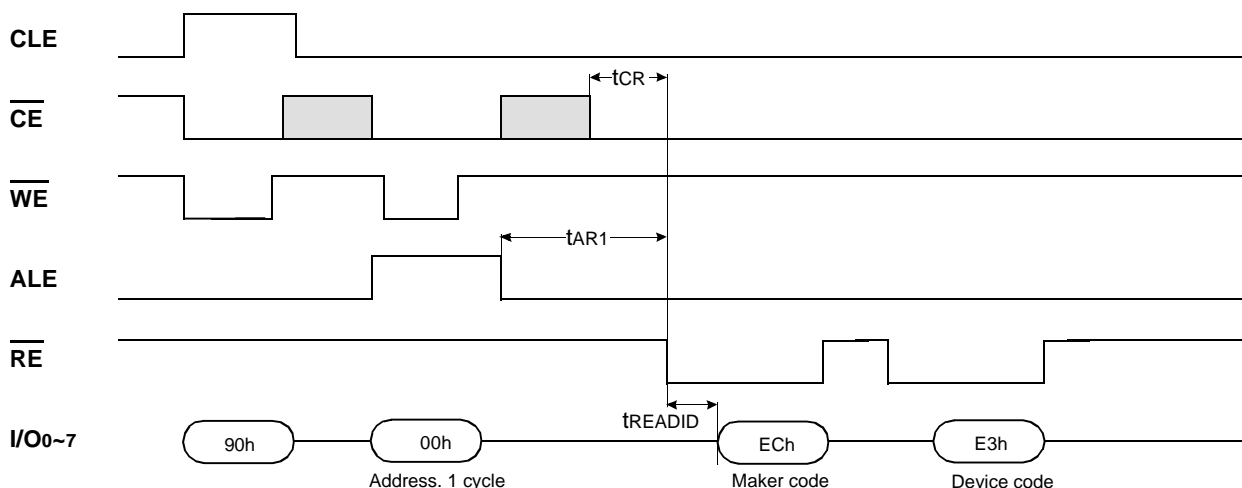 CLE
tCR
CE
WE
tAR1
ALE
RE
tREADID
I/O0~7
90h
00h
ECh
E3h
Address. 1 cycle
Maker code
Device code